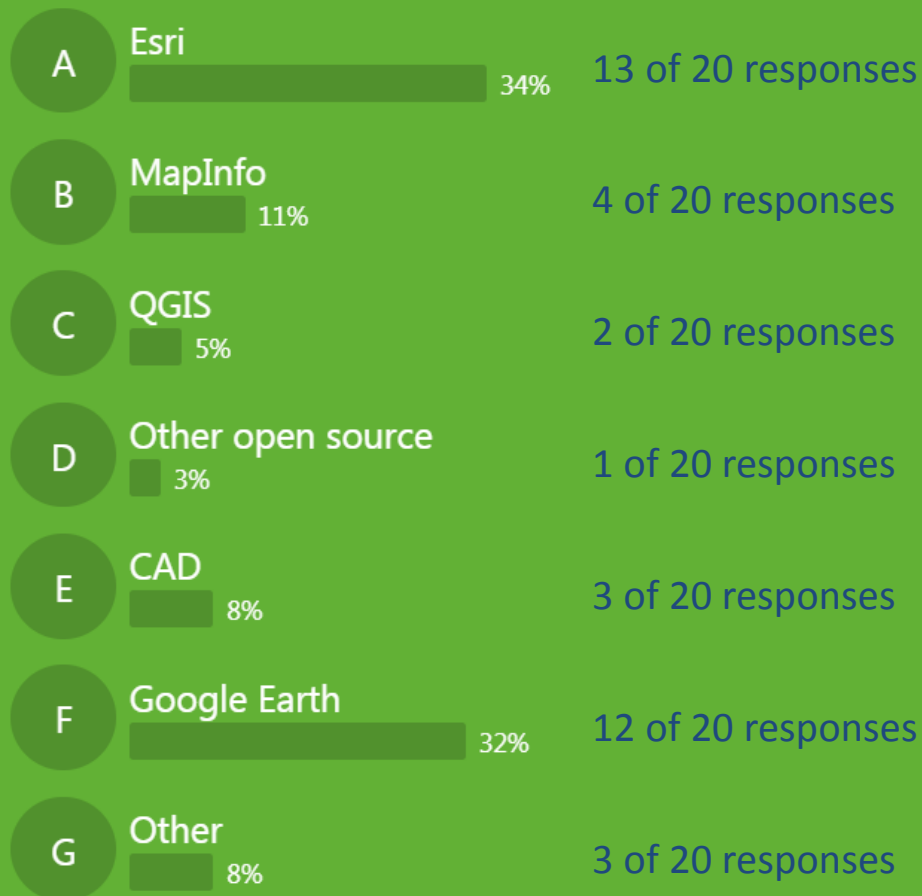 A
Esri
34%
13 of 20 responses
B
MapInfo
11%
4 of 20 responses
C
QGIS
5%
2 of 20 responses
D
Other open source
3%
1 of 20 responses
E
CAD
8%
3 of 20 responses
F
Google Earth
32%
12 of 20 responses
G
Other
8%
3 of 20 responses